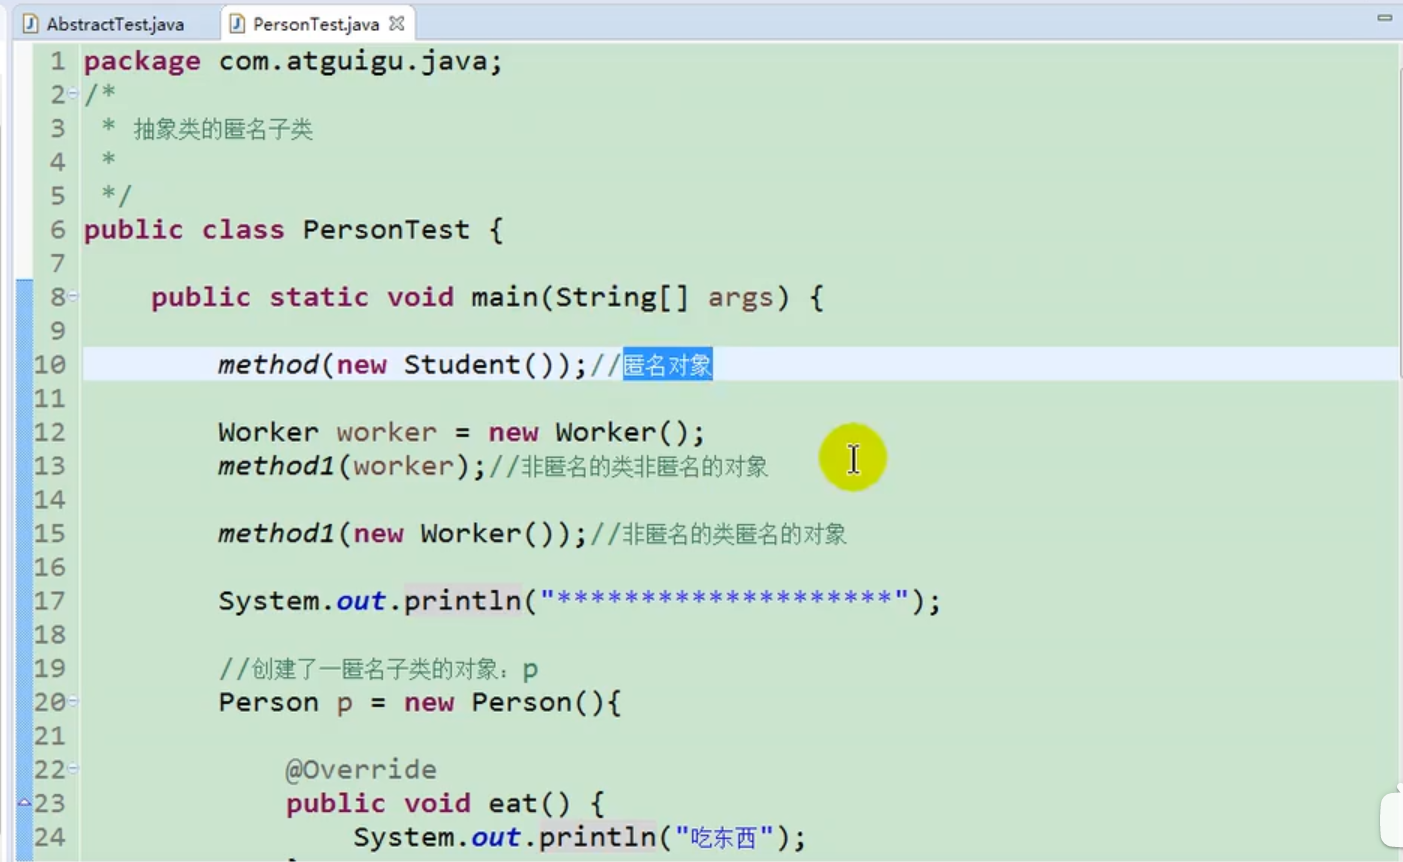 AbstractTest.java PersonTest.java
1 package com.atguigu.java;
2 /*
3  * 抽象类的匿名子类
4  *
5  */
6 public class PersonTest {
7
8     public static void main(String[] args) {
9
10         method(new Student());//匿名对象
11
12         Worker worker = new Worker();
13         method1(worker);//非匿名的类非匿名的对象
14
15         method1(new Worker());//非匿名的类匿名的对象
16
17         System.out.println("********************");
18
19         //创建了一匿名子类的对象：p
20         Person p = new Person(){
21
22             @Override
23             public void eat() {
24                 System.out.println("吃东西");